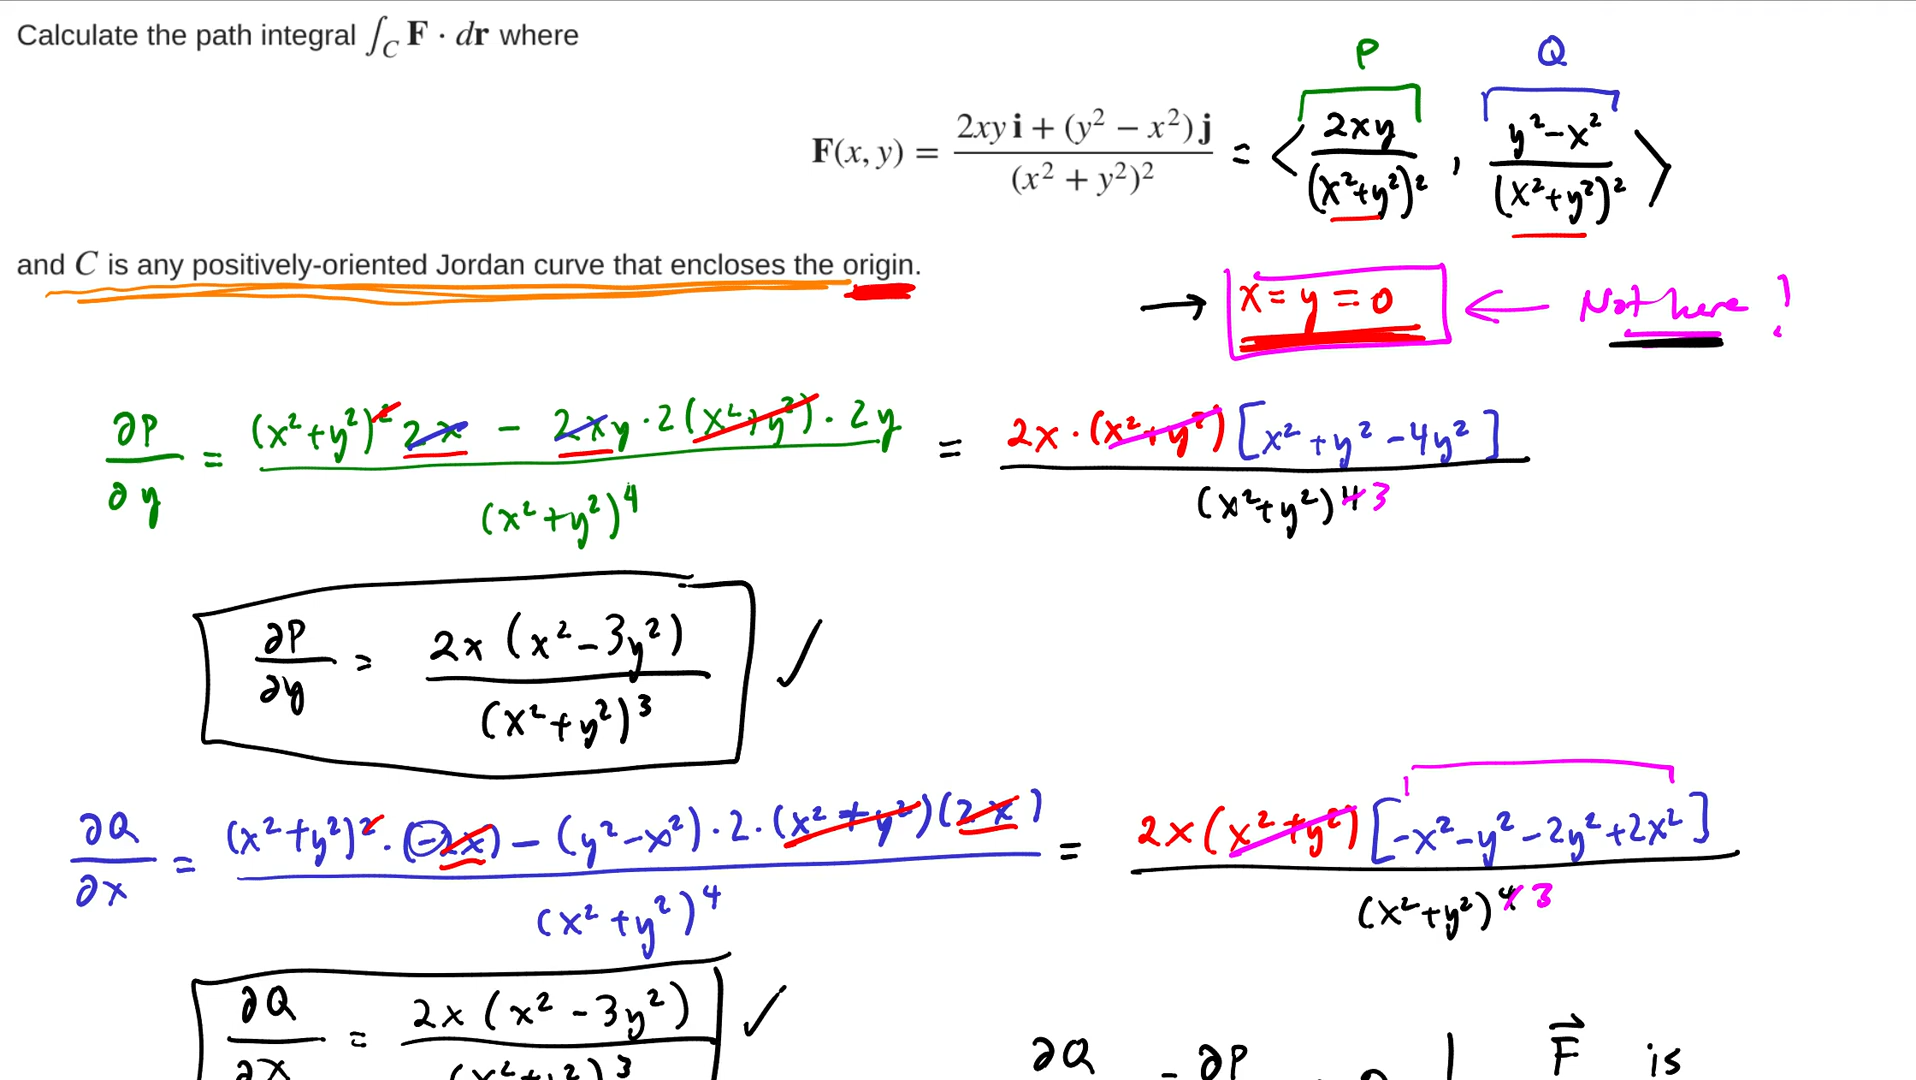 Calculate the path integral ∫_C F · dr where
P Q
F(x, y) = (2xy i + (y² − x²) j) / (x² + y²)² = < 2xy / (x²+y²)² , y²−x² / (x²+y²)² >
and C is any positively-oriented Jordan curve that encloses the origin.
→ x = y = 0 ← Not here !
∂P/∂y = ((x²+y²)² 2x − 2xy · 2(x²+y²) · 2y) / (x²+y²)⁴ = (2x · (x²+y²) [x² + y² − 4y²]) / (x²+y²)⁴ 3
∂P/∂y = 2x (x² − 3y²) / (x²+y²)³ ✓
∂Q/∂x = ((x²+y²)² · (−2x) − (y²−x²) · 2 · (x²+y²)(2x)) / (x²+y²)⁴ = (2x (x²+y²) [−x² − y² − 2y² + 2x²]) / (x²+y²)⁴ 3
∂Q/∂x = 2x (x² − 3y²) / (x²+y²)³ ✓
∂Q − ∂P F⃗ is